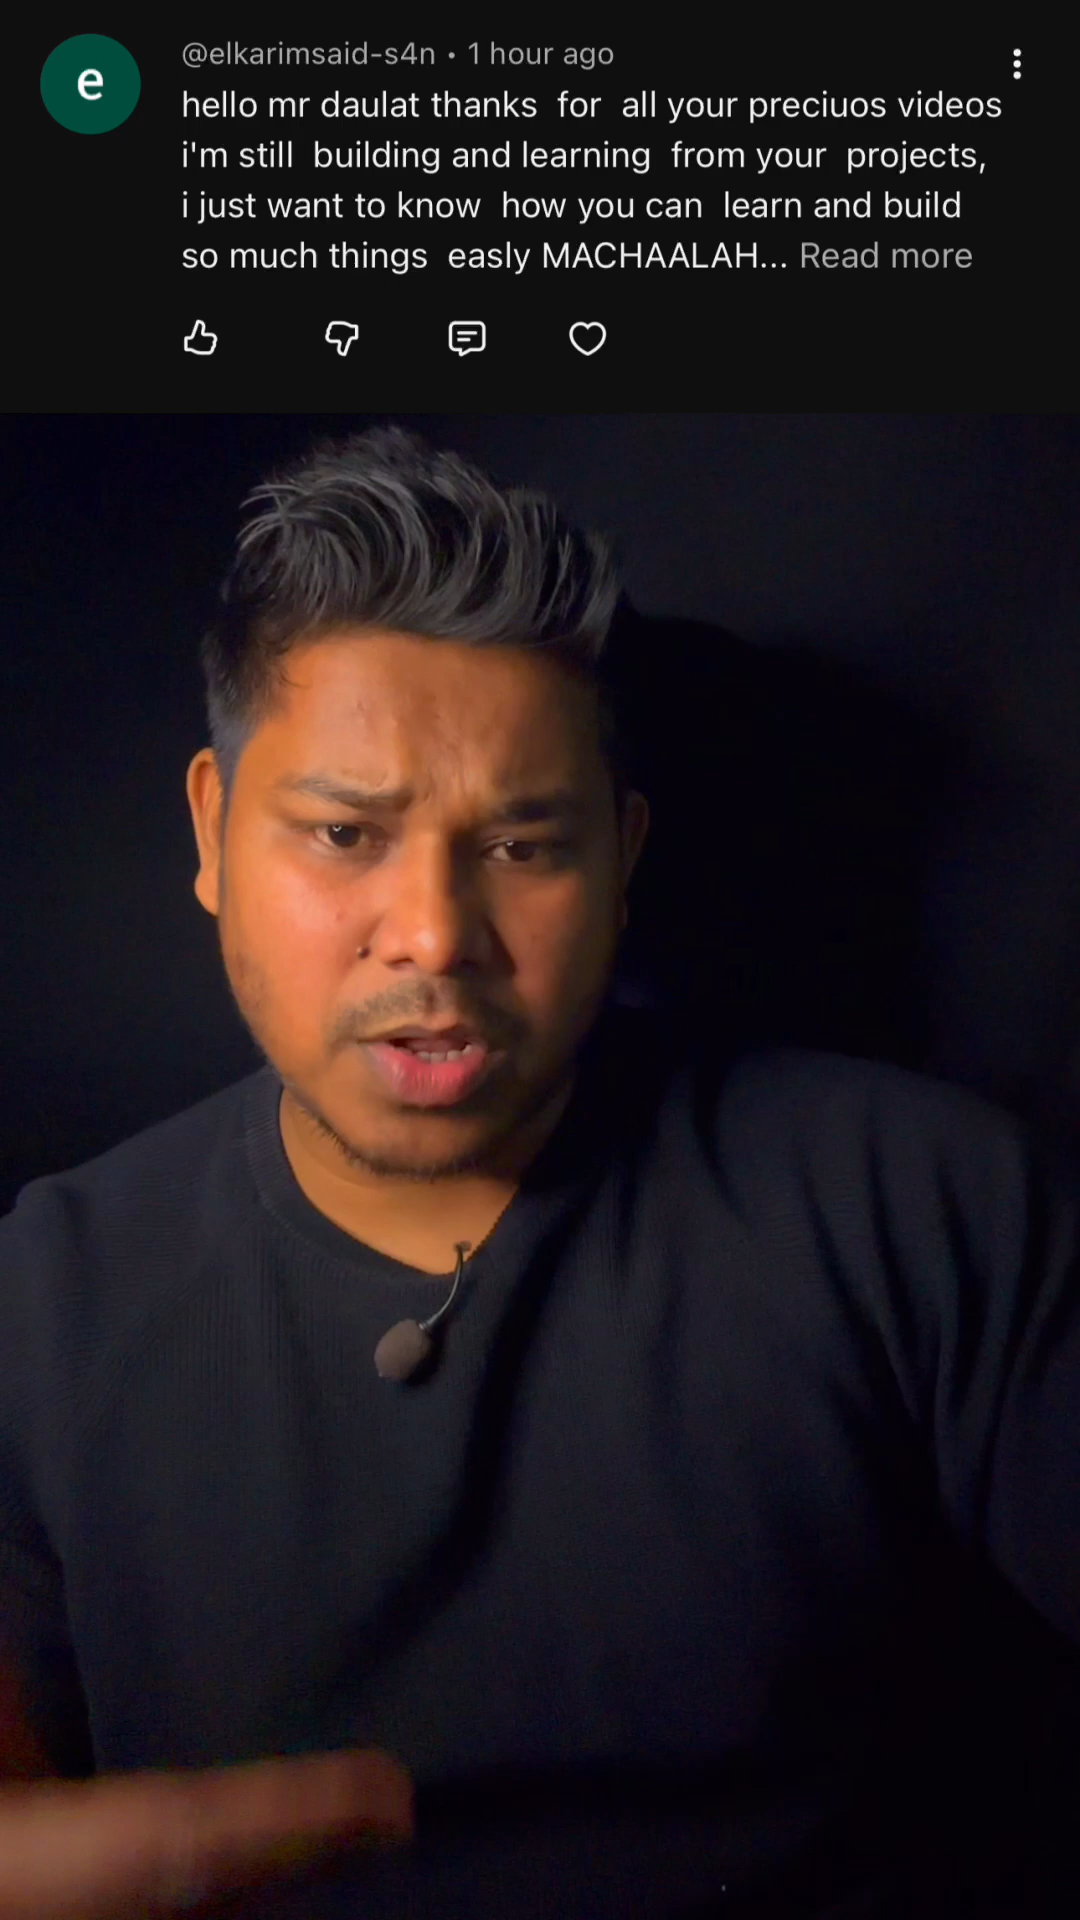 e
@elkarimsaid-s4n • 1 hour ago
hello mr daulat thanks for all your preciuos videos
i'm still building and learning from your projects,
i just want to know how you can learn and build
so much things easly MACHAALAH... Read more